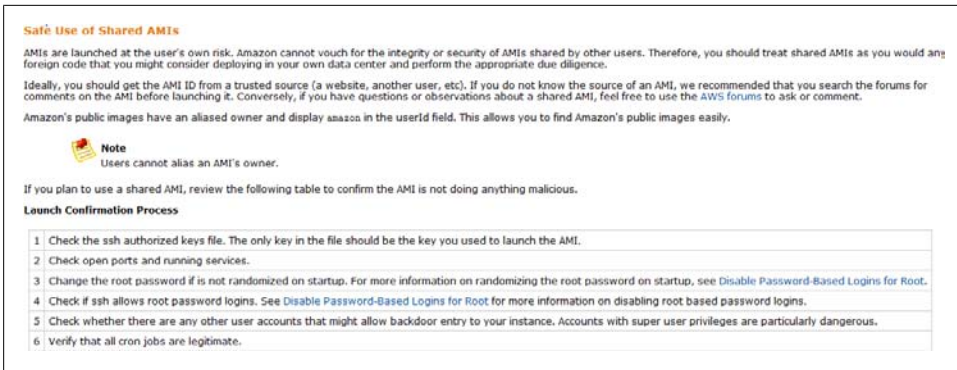 Safe Use of Shared AMIs
AMIs are launched at the user's own risk. Amazon cannot vouch for the integrity or security of AMIs shared by other users. Therefore, you should treat shared AMIs as you would any
foreign code that you might consider deploying in your own data center and perform the appropriate due diligence.
Ideally, you should get the AMI ID from a trusted source (a website, another user, etc). If you do not know the source of an AMI, we recommended that you search the forums for
comments on the AMI before launching it. Conversely, if you have questions or observations about a shared AMI, feel free to use the AWS forums to ask or comment.
Amazon's public images have an aliased owner and display amazon in the userId field. This allows you to find Amazon's public images easily.
Note
Users cannot alias an AMI's owner.
If you plan to use a shared AMI, review the following table to confirm the AMI is not doing anything malicious.
Launch Confirmation Process
1 Check the ssh authorized keys file. The only key in the file should be the key you used to launch the AMI.
2 Check open ports and running services.
3 Change the root password if is not randomized on startup. For more information on randomizing the root password on startup, see Disable Password-Based Logins for Root.
4 Check if ssh allows root password logins. See Disable Password-Based Logins for Root for more information on disabling root based password logins.
5 Check whether there are any other user accounts that might allow backdoor entry to your instance. Accounts with super user privileges are particularly dangerous.
6 Verify that all cron jobs are legitimate.